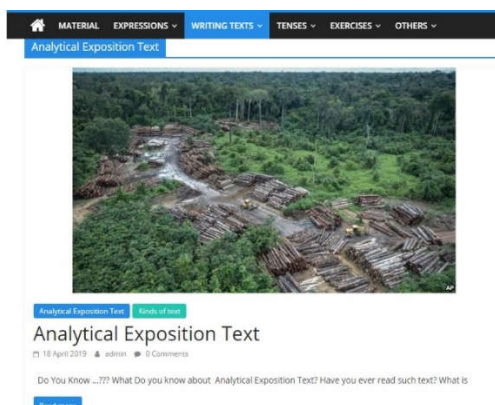 MATERIAL EXPRESSIONS WRITING TEXTS TENSES EXERCISES OTHERS
Analytical Exposition Text
AP
Analytical Exposition Text Kinds of text
Analytical Exposition Text
18 April 2019 admin 0 Comments
Do You Know ...??? What Do you know about Analytical Exposition Text? Have you ever read such text? What is